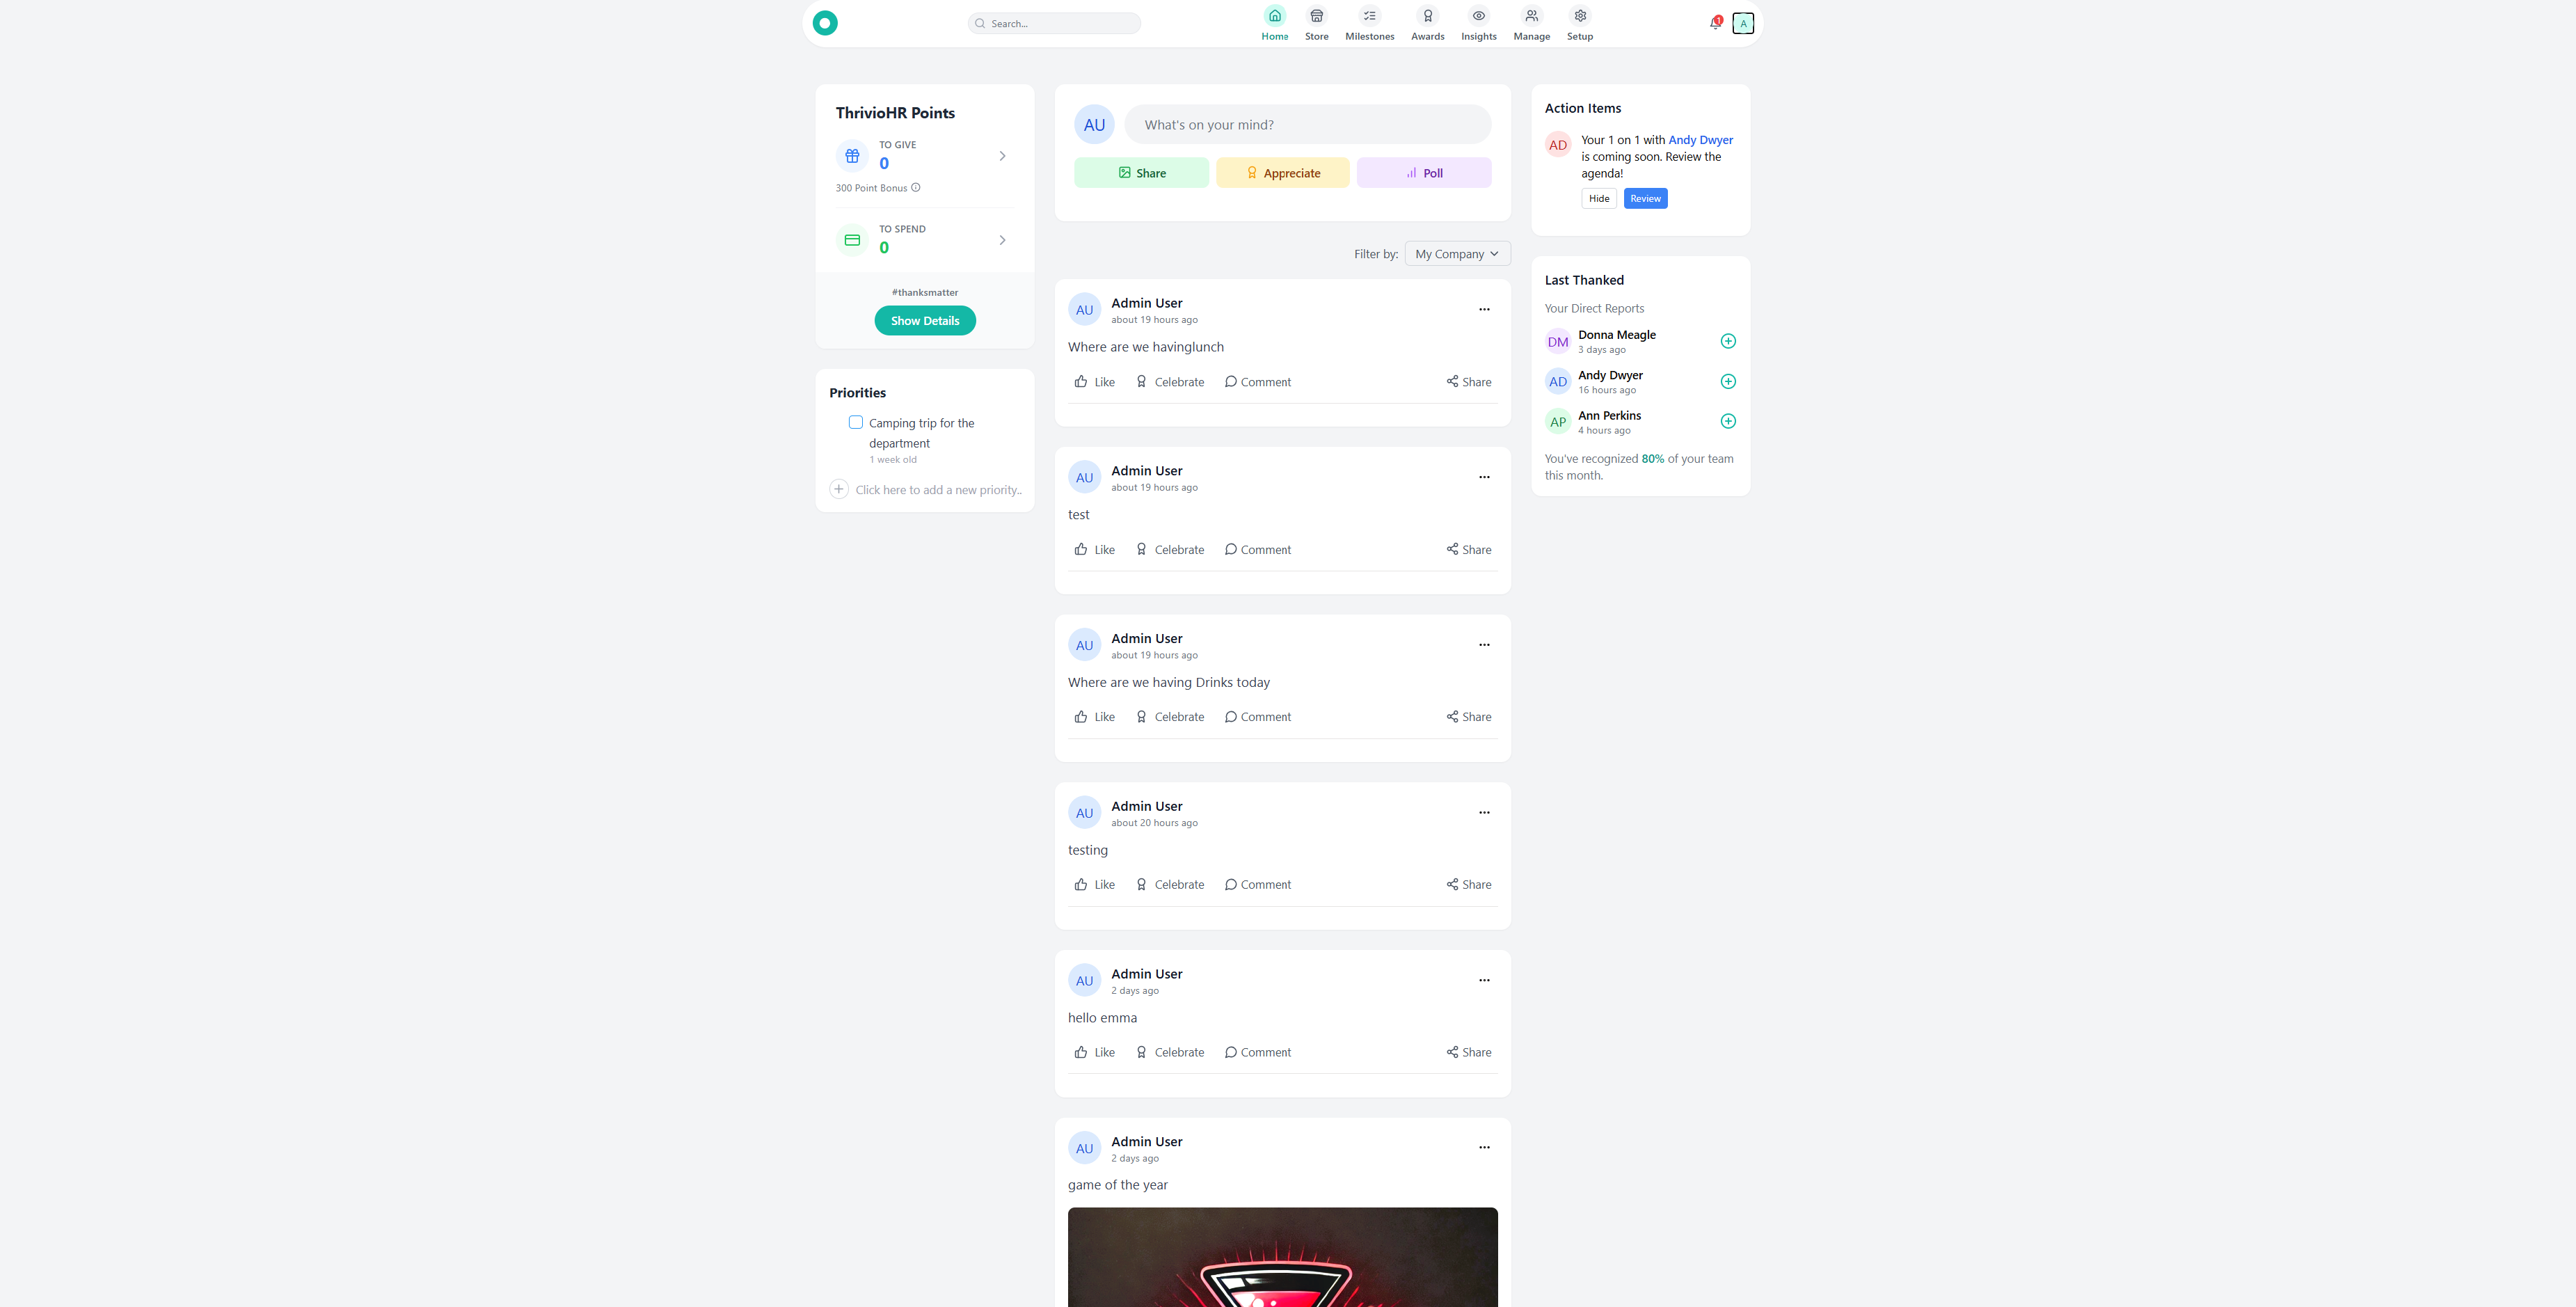 Search...
Home
Store
Milestones
Awards
Insights
Manage
Setup
1
A
ThrivioHR Points
TO GIVE
0
300 Point Bonus
TO SPEND
0
#thanksmatter
Show Details
Priorities
Camping trip for the
department
1 week old
Click here to add a new priority..
AU
What's on your mind?
Share
Appreciate
Poll
Filter by:
My Company
AU
Admin User
about 19 hours ago
Where are we havinglunch
Like
Celebrate
Comment
Share
AU
Admin User
about 19 hours ago
test
Like
Celebrate
Comment
Share
AU
Admin User
about 19 hours ago
Where are we having Drinks today
Like
Celebrate
Comment
Share
AU
Admin User
about 20 hours ago
testing
Like
Celebrate
Comment
Share
AU
Admin User
2 days ago
hello emma
Like
Celebrate
Comment
Share
AU
Admin User
2 days ago
game of the year
Action Items
AD
Your 1 on 1 with Andy Dwyer
is coming soon. Review the
agenda!
Hide
Review
Last Thanked
Your Direct Reports
DM
Donna Meagle
3 days ago
AD
Andy Dwyer
16 hours ago
AP
Ann Perkins
4 hours ago
You've recognized 80% of your team
this month.